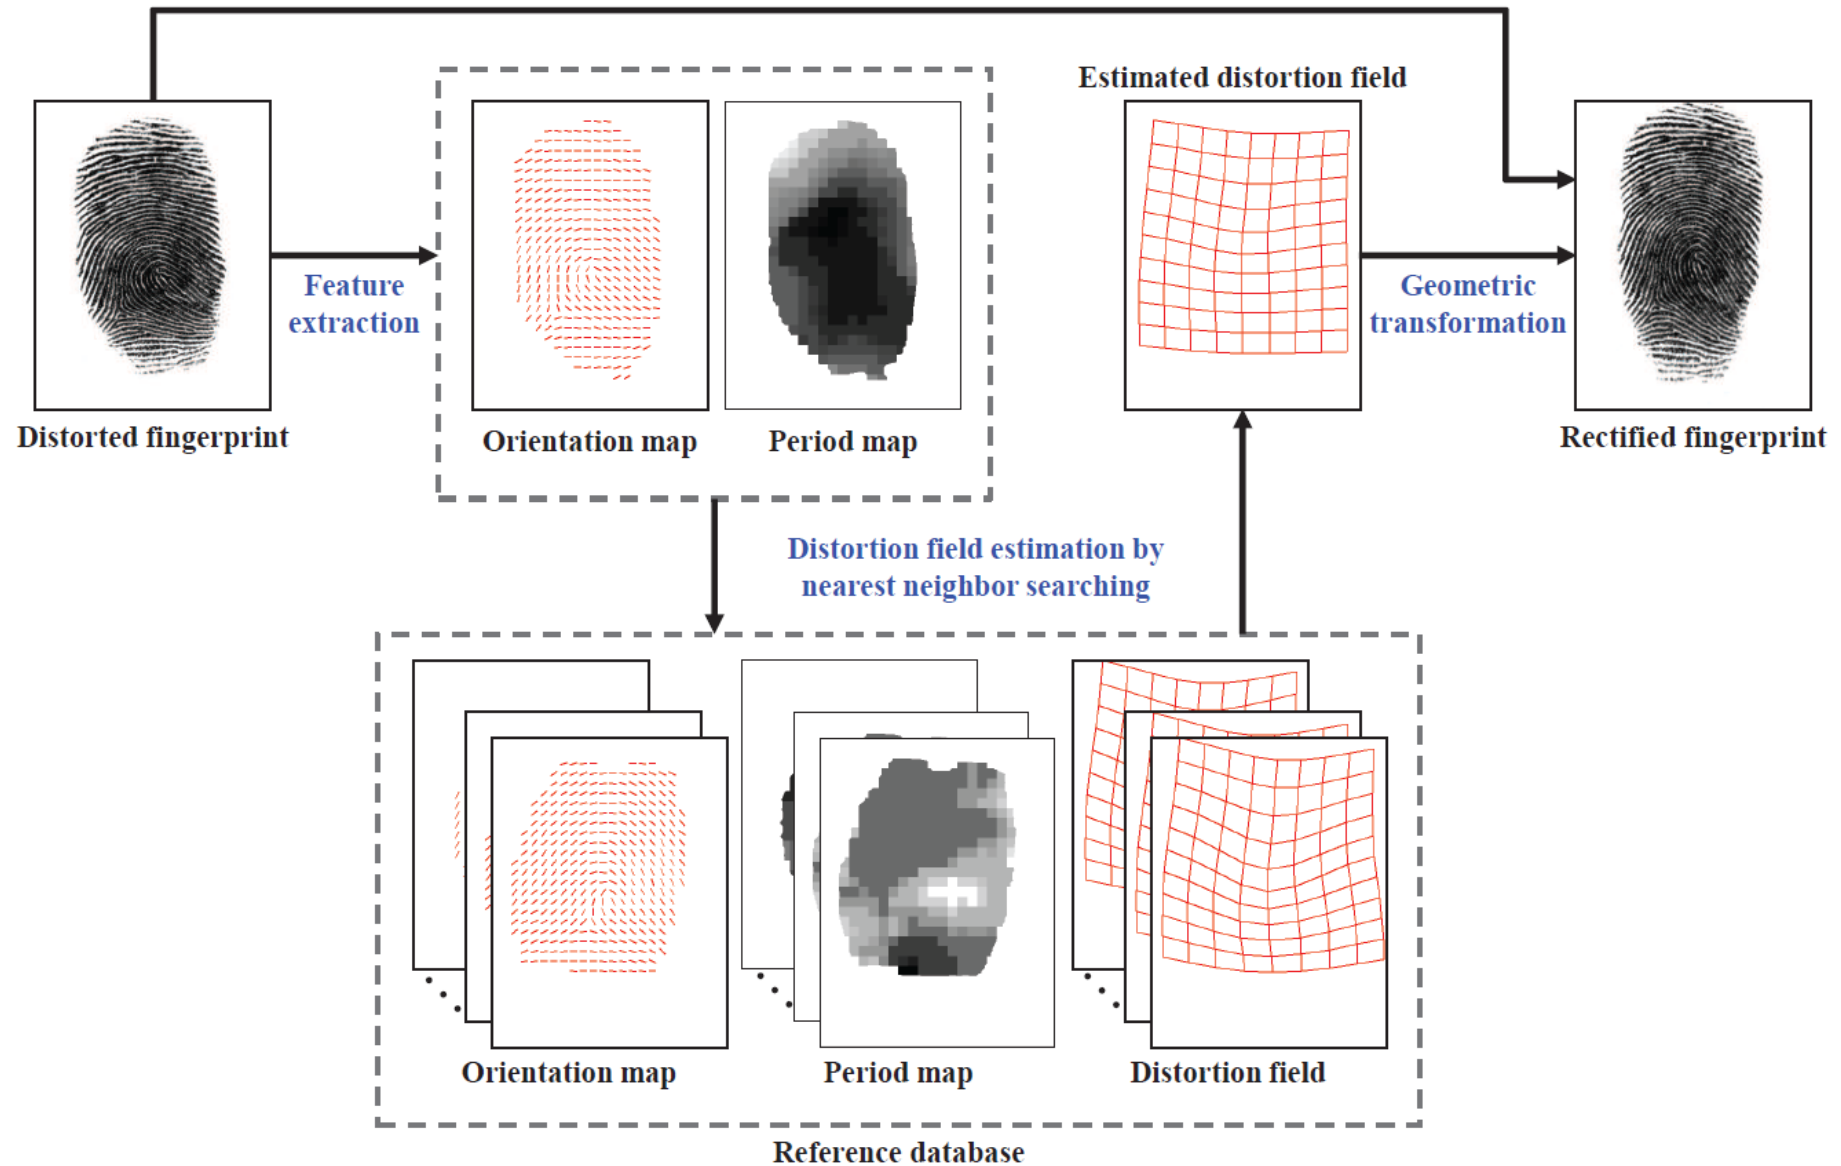 Estimated distortion field
Feature
extraction
Geometric
transformation
Distorted fingerprint
Orientation map
Period map
Rectified fingerprint
Distortion field estimation by
nearest neighbor searching
Orientation map
Period map
Distortion field
Reference database